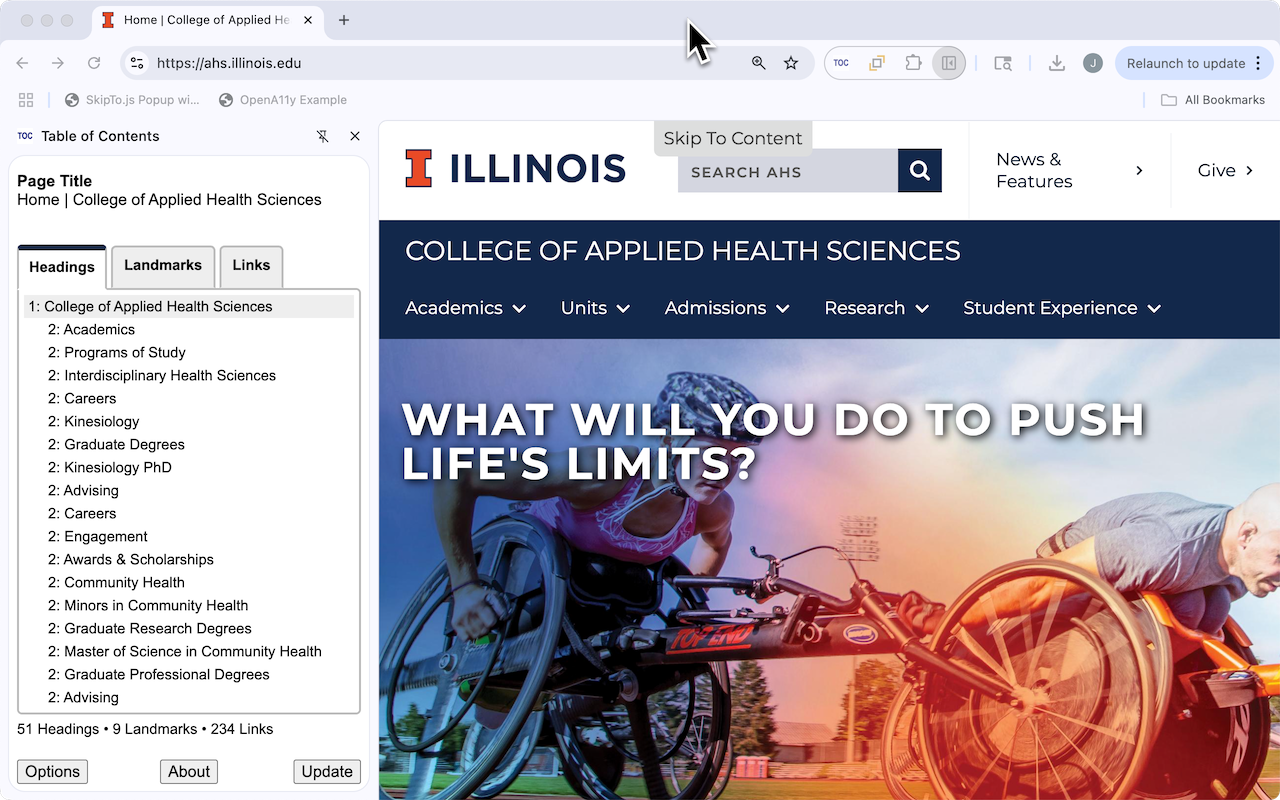 Home | College of Applied He
https://ahs.illinois.edu
TOC
J
Relaunch to update
SkipTo.js Popup wi...
OpenA11y Example
All Bookmarks
TOC Table of Contents
Page Title
Home | College of Applied Health Sciences
Headings
Landmarks
Links
1: College of Applied Health Sciences
2: Academics
2: Programs of Study
2: Interdisciplinary Health Sciences
2: Careers
2: Kinesiology
2: Graduate Degrees
2: Kinesiology PhD
2: Advising
2: Careers
2: Engagement
2: Awards & Scholarships
2: Community Health
2: Minors in Community Health
2: Graduate Research Degrees
2: Master of Science in Community Health
2: Graduate Professional Degrees
2: Advising
51 Headings • 9 Landmarks • 234 Links
Options
About
Update
Skip To Content
I ILLINOIS
SEARCH AHS
News &
Features
Give
COLLEGE OF APPLIED HEALTH SCIENCES
Academics
Units
Admissions
Research
Student Experience
WHAT WILL YOU DO TO PUSH
LIFE'S LIMITS?
TOP END